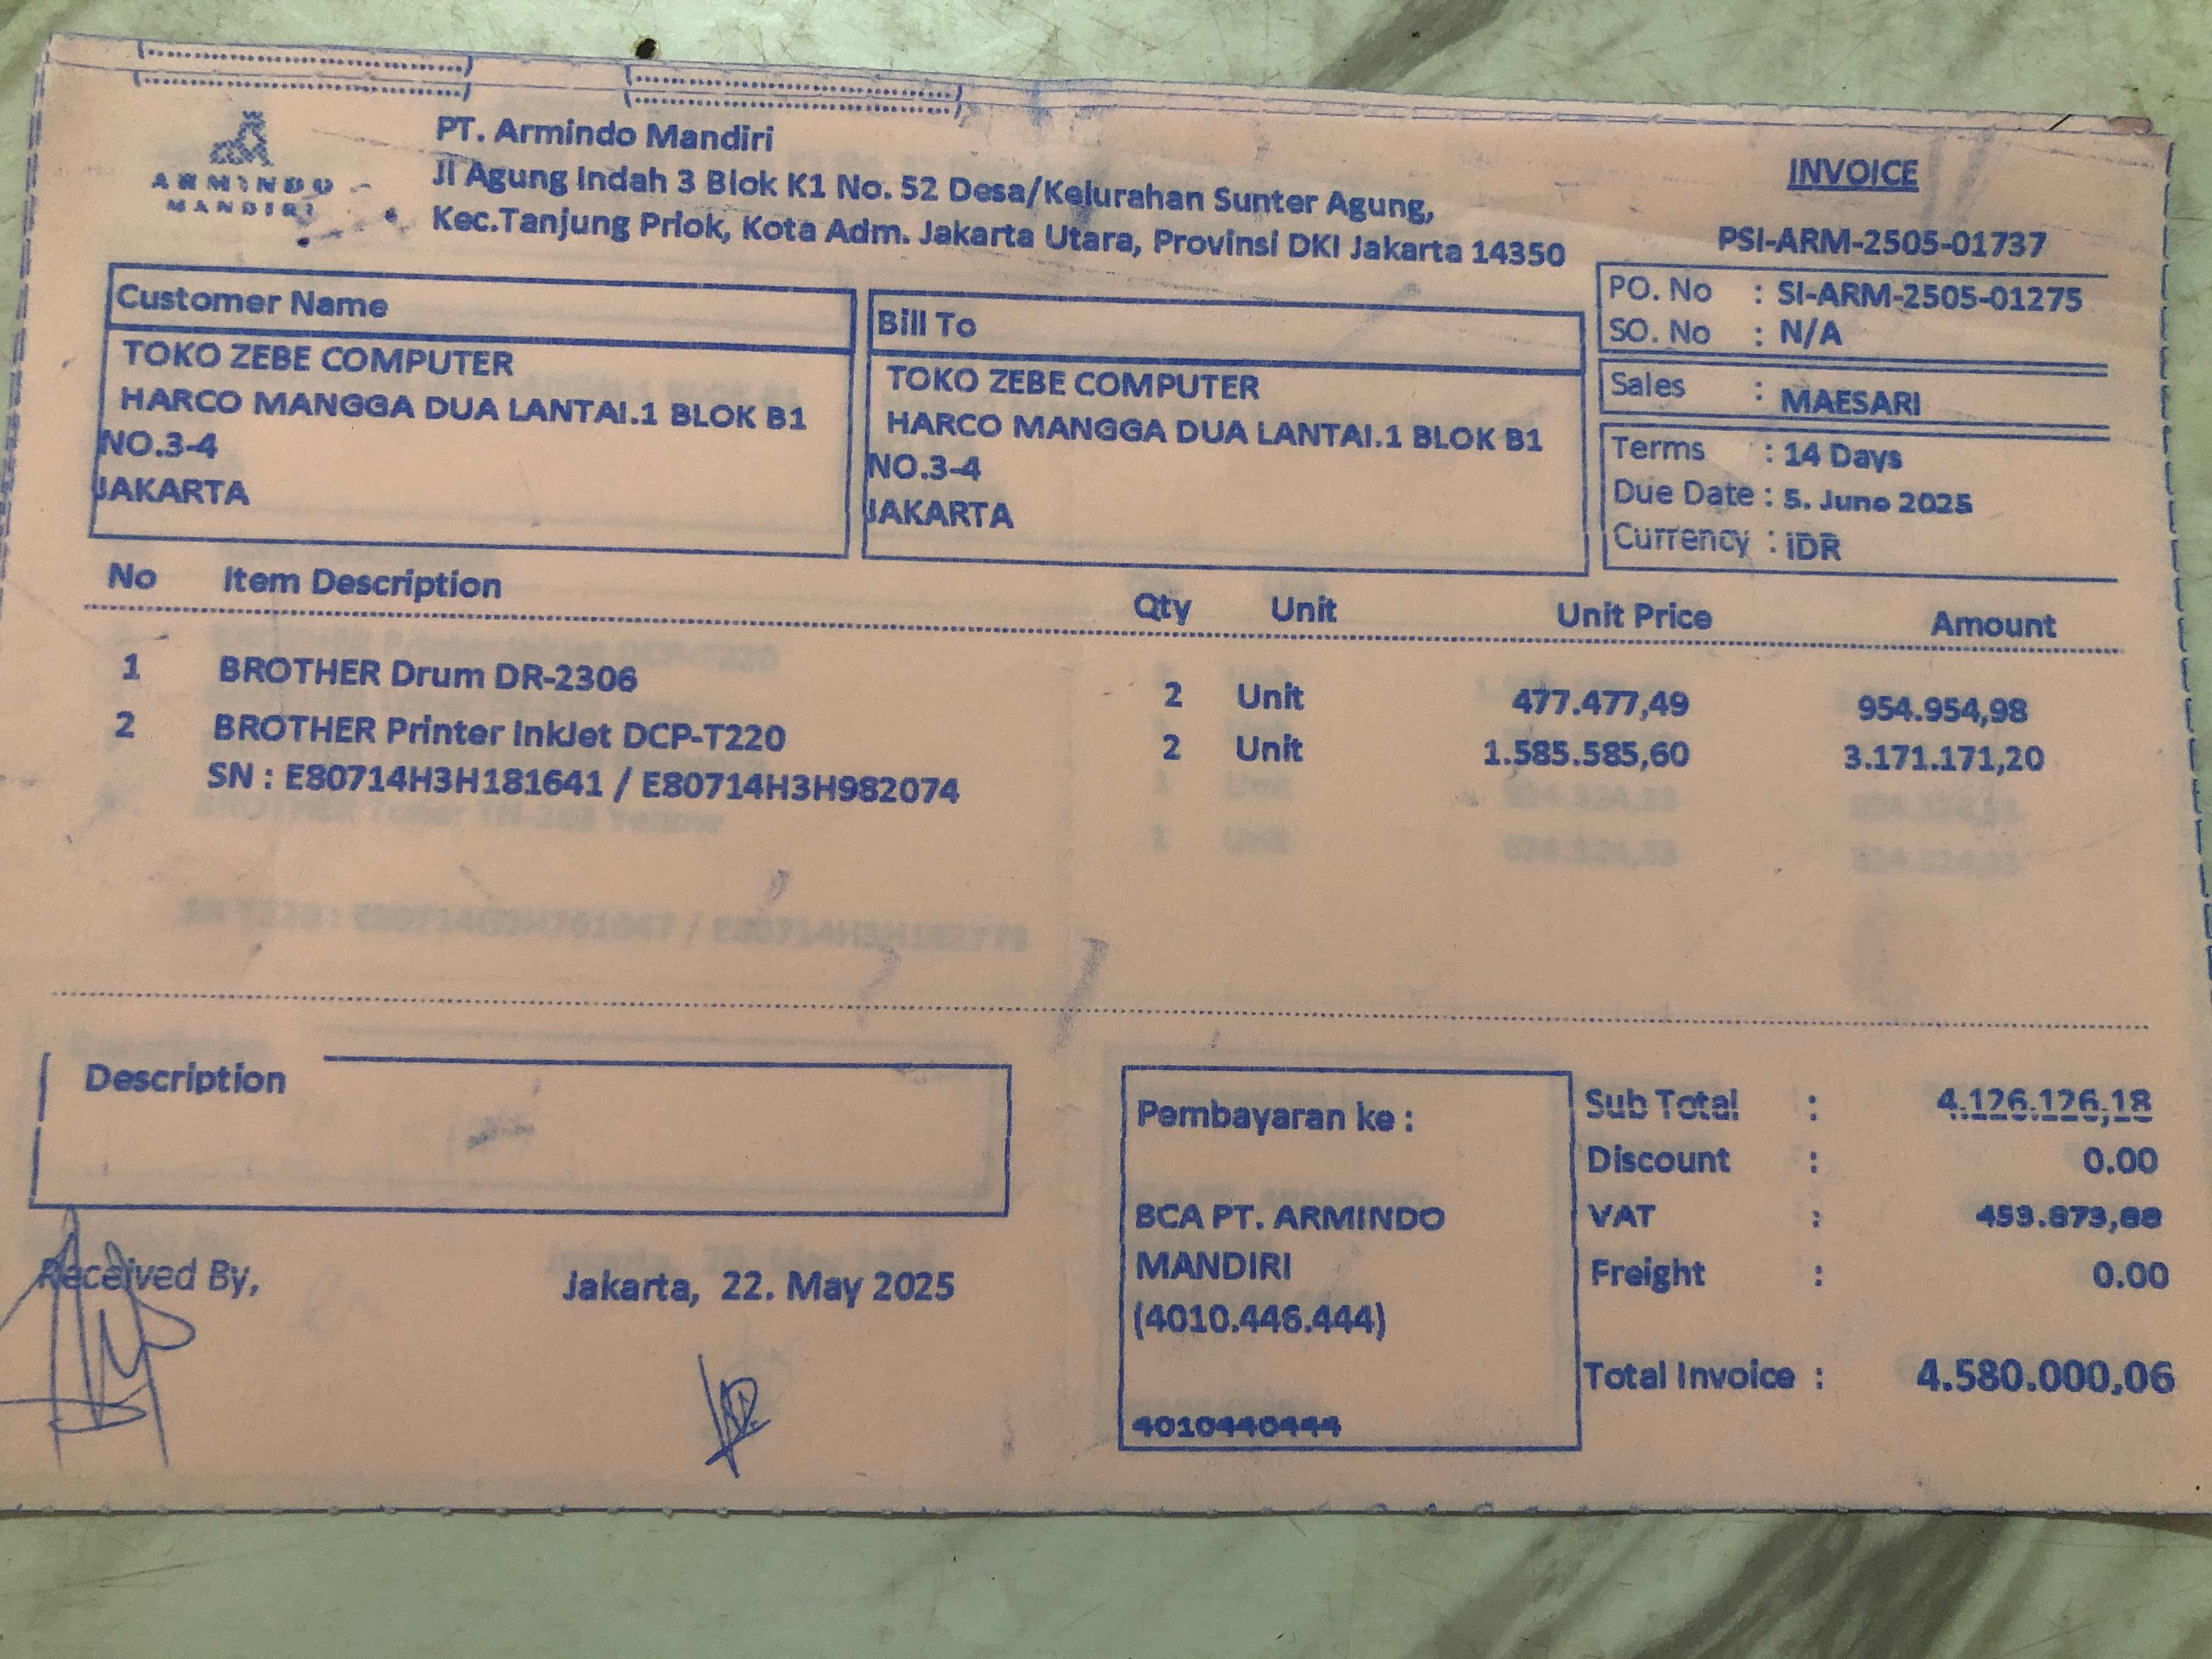 ARMINDO
MANDIRI
PT. Armindo Mandiri
Jl Agung Indah 3 Blok K1 No. 52 Desa/Kelurahan Sunter Agung,
Kec.Tanjung Priok, Kota Adm. Jakarta Utara, Provinsi DKI Jakarta 14350
INVOICE
PSI-ARM-2505-01737
PO. No : SI-ARM-2505-01275
SO. No : N/A
Sales : MAESARI
Terms : 14 Days
Due Date : 5. June 2025
Currency : IDR
Customer Name
TOKO ZEBE COMPUTER
HARCO MANGGA DUA LANTAI.1 BLOK B1
NO.3-4
JAKARTA
Bill To
TOKO ZEBE COMPUTER
HARCO MANGGA DUA LANTAI.1 BLOK B1
NO.3-4
JAKARTA
No Item Description Qty Unit Unit Price Amount
1 BROTHER Drum DR-2306 2 Unit 477.477,49 954.954,98
2 BROTHER Printer InkJet DCP-T220 2 Unit 1.585.585,60 3.171.171,20
SN : E80714H3H181641 / E80714H3H982074
Description
Received By,
Jakarta, 22. May 2025
Pembayaran ke :
BCA PT. ARMINDO
MANDIRI
(4010.446.444)
Sub Total : 4.126.126,18
Discount : 0.00
VAT : 453.873,88
Freight : 0.00
Total Invoice : 4.580.000,06